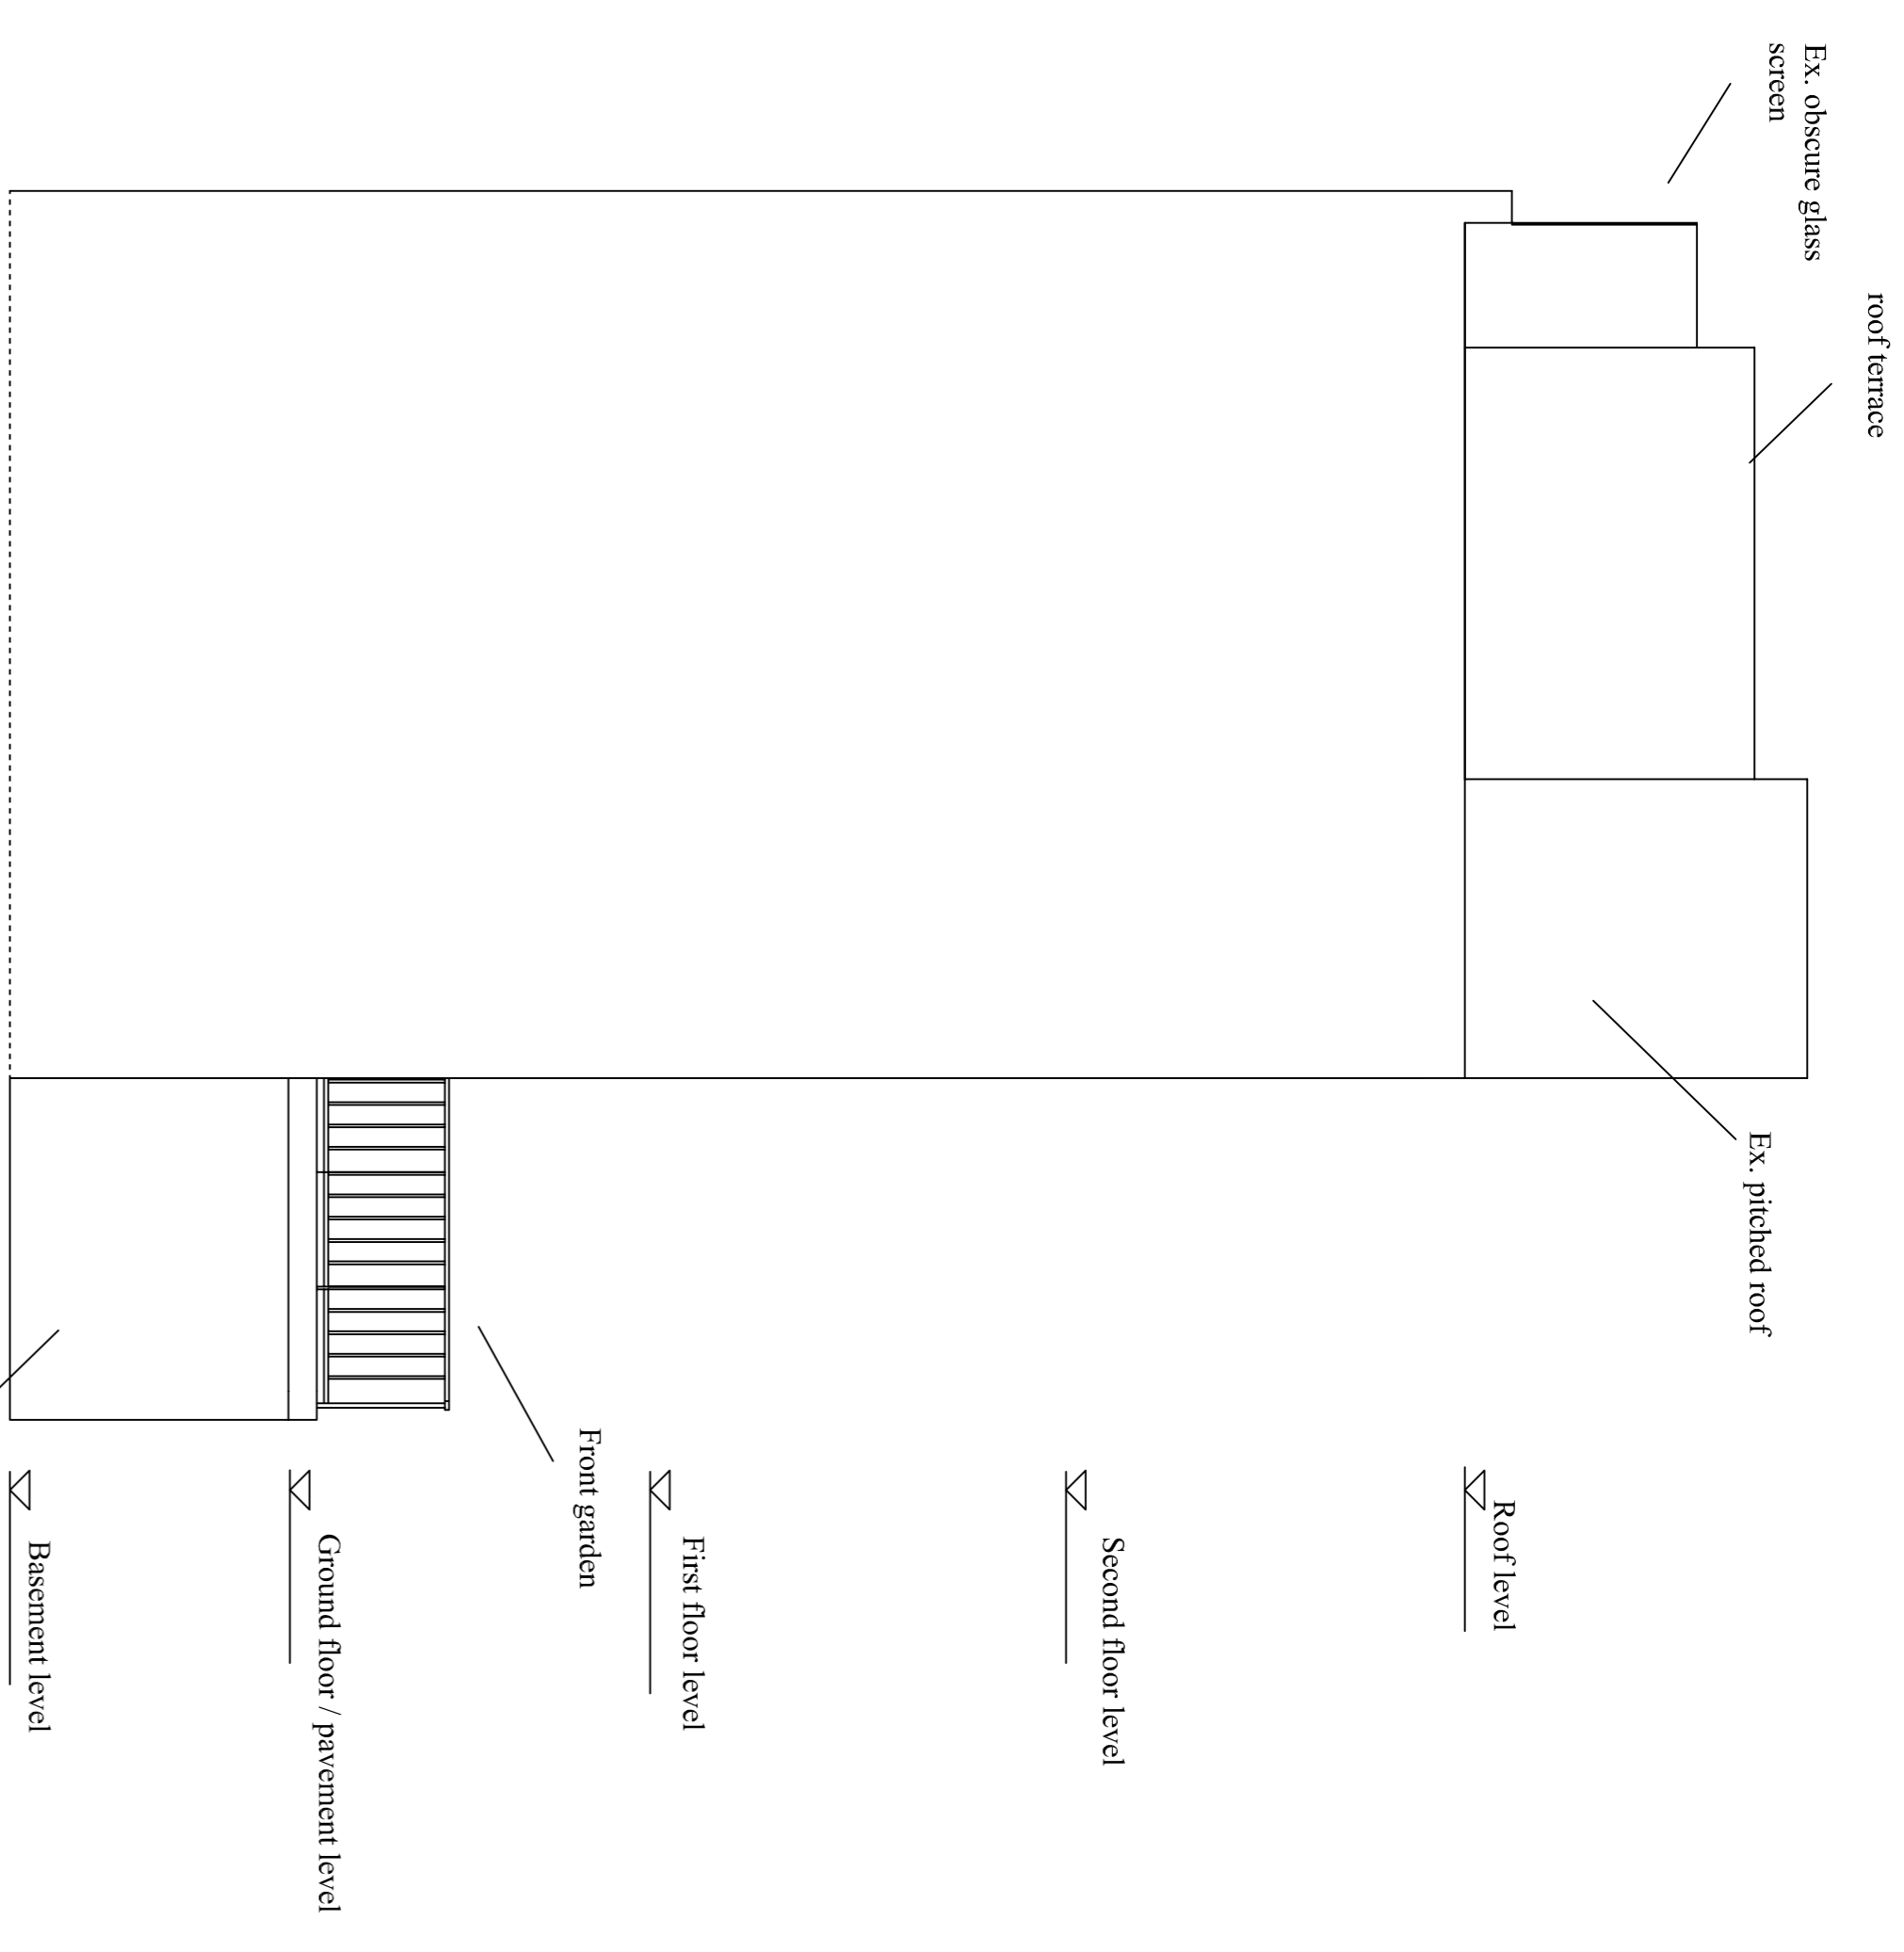 roof terrace
Ex. obscure glass
screen
Ex. pitched roof
Roof level
Second floor level
First floor level
Front garden
Ground floor / pavement level
Basement level